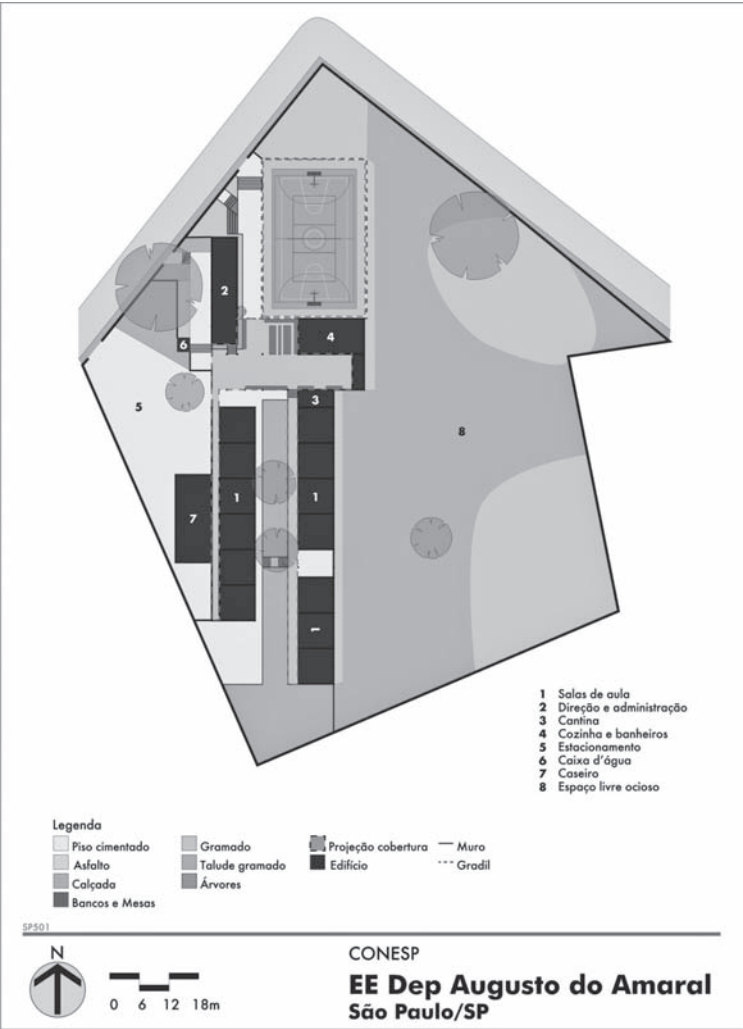 2
4
6
3
5
8
1
1
7
1
1 Salas de aula
2 Direção e administração
3 Cantina
4 Cozinha e banheiros
5 Estacionamento
6 Caixa d'água
7 Caseiro
8 Espaço livre ocioso
Legenda
Piso cimentado
Asfalto
Calçada
Bancos e Mesas
Gramado
Talude gramado
Árvores
Projeção cobertura
Edifício
Muro
Gradil
SP501
N
0 6 12 18m
CONESP
EE Dep Augusto do Amaral
São Paulo/SP